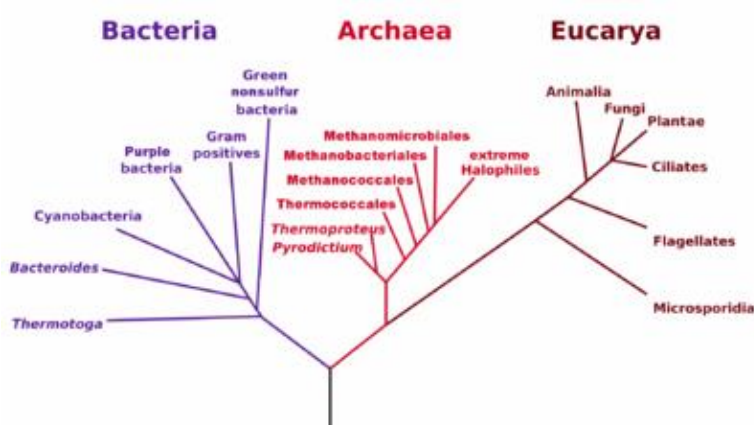 Bacteria
Archaea
Eucarya
Green
nonsulfur
bacteria
Gram
positives
Purple
bacteria
Cyanobacteria
Bacteroides
Thermotoga
Methanomicrobiales
Methanobacteriales
Methanococcales
Thermococcales
Thermoproteus
Pyrodictium
extreme
Halophiles
Animalia
Fungi
Plantae
Ciliates
Flagellates
Microsporidia